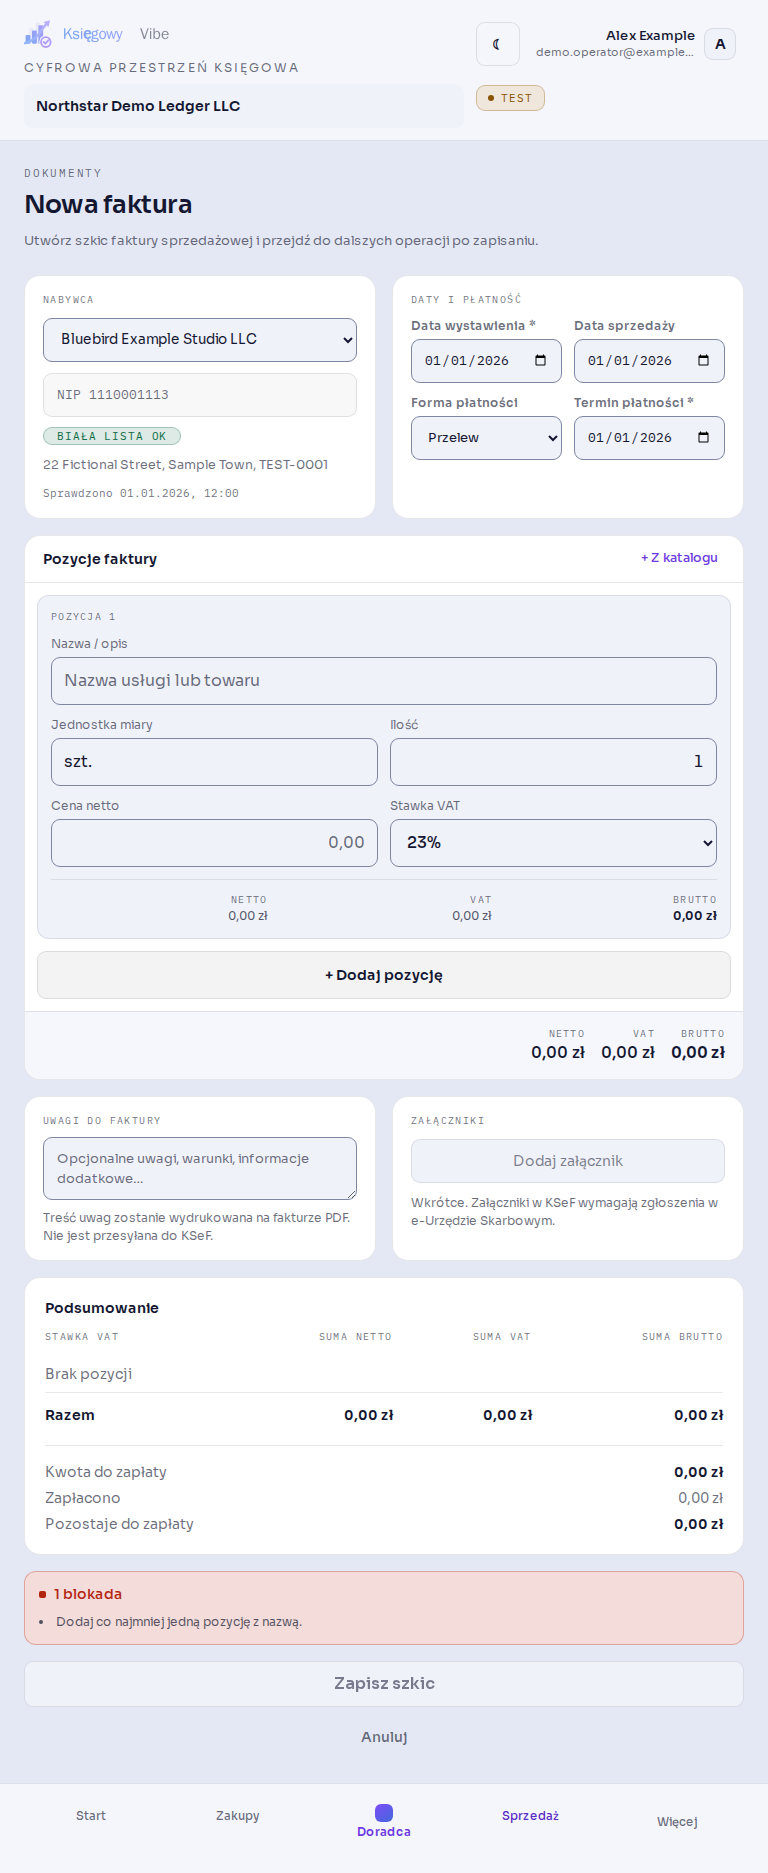 Księgowy Vibe
CYFROWA PRZESTRZEŃ KSIĘGOWA
Northstar Demo Ledger LLC
Alex Example
demo.operator@example...
A
TEST
DOKUMENTY
Nowa faktura
Utwórz szkic faktury sprzedażowej i przejdź do dalszych operacji po zapisaniu.
NABYWCA
Bluebird Example Studio LLC
NIP 1110001113
BIAŁA LISTA OK
22 Fictional Street, Sample Town, TEST-0001
Sprawdzono 01.01.2026, 12:00
DATY I PŁATNOŚĆ
Data wystawienia * Data sprzedaży
01/01/2026 01/01/2026
Forma płatności Termin płatności *
Przelew 01/01/2026
Pozycje faktury + Z katalogu
POZYCJA 1
Nazwa / opis
Nazwa usługi lub towaru
Jednostka miary Ilość
szt. 1
Cena netto Stawka VAT
0,00 23%
NETTO VAT BRUTTO
0,00 zł 0,00 zł 0,00 zł
+ Dodaj pozycję
NETTO VAT BRUTTO
0,00 zł 0,00 zł 0,00 zł
UWAGI DO FAKTURY
Opcjonalne uwagi, warunki, informacje
dodatkowe...
Treść uwag zostanie wydrukowana na fakturze PDF.
Nie jest przesyłana do KSeF.
ZAŁĄCZNIKI
Dodaj załącznik
Wkrótce. Załączniki w KSeF wymagają zgłoszenia w
e-Urzędzie Skarbowym.
Podsumowanie
STAWKA VAT SUMA NETTO SUMA VAT SUMA BRUTTO
Brak pozycji
Razem 0,00 zł 0,00 zł 0,00 zł
Kwota do zapłaty 0,00 zł
Zapłacono 0,00 zł
Pozostaje do zapłaty 0,00 zł
1 blokada
• Dodaj co najmniej jedną pozycję z nazwą.
Zapisz szkic
Anuluj
Start Zakupy Doradca Sprzedaż Więcej